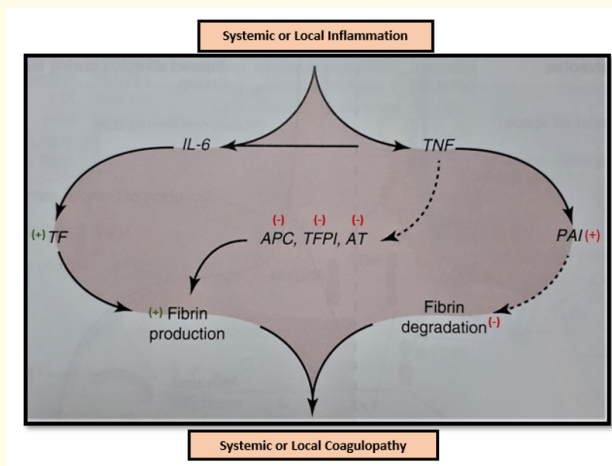 Systemic or Local Inflammation
IL-6
TNF
(-) (-) (-)
(+) TF
APC, TFPI, AT
PAI (+)
(+) Fibrin
production
Fibrin
degradation (-)
Systemic or Local Coagulopathy